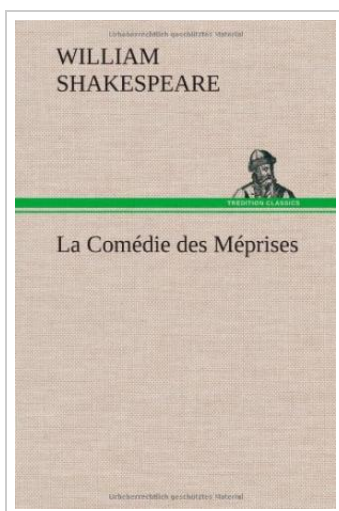 Urheberrechtlich geschütztes Material
WILLIAM
SHAKESPEARE
TREDITION CLASSICS
La Comédie des Méprises
Urheberrechtlich geschütztes Material